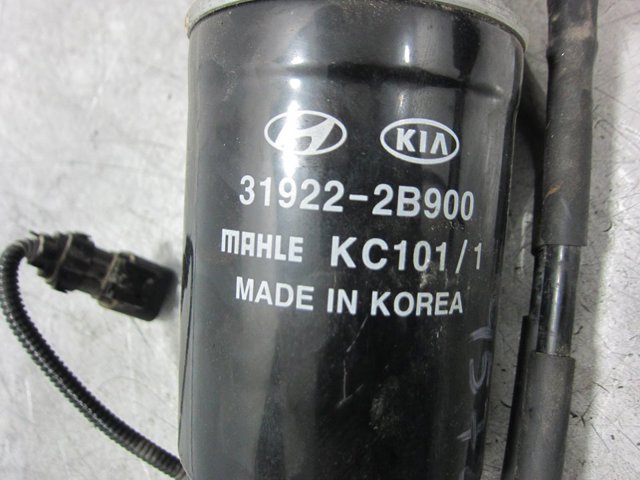 KIA
31922-2B900
MAHLE KC101/1
MADE IN KOREA